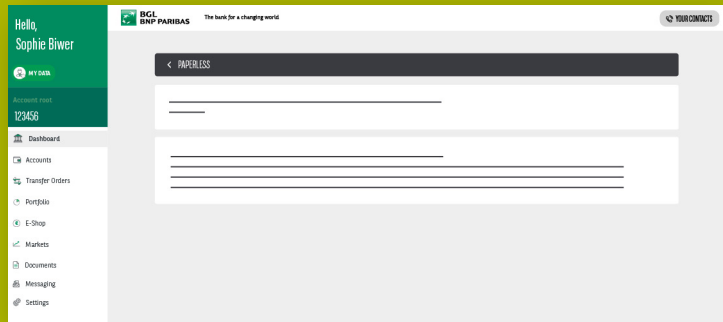 Hello,
Sophie Biwer
MY DATA
Account root
123456
Dashboard
Accounts
Transfer Orders
Portfolio
E-Shop
Markets
Documents
Messaging
Settings
BGL
BNP PARIBAS
The bank for a changing world
YOUR CONTACTS
PAPERLESS